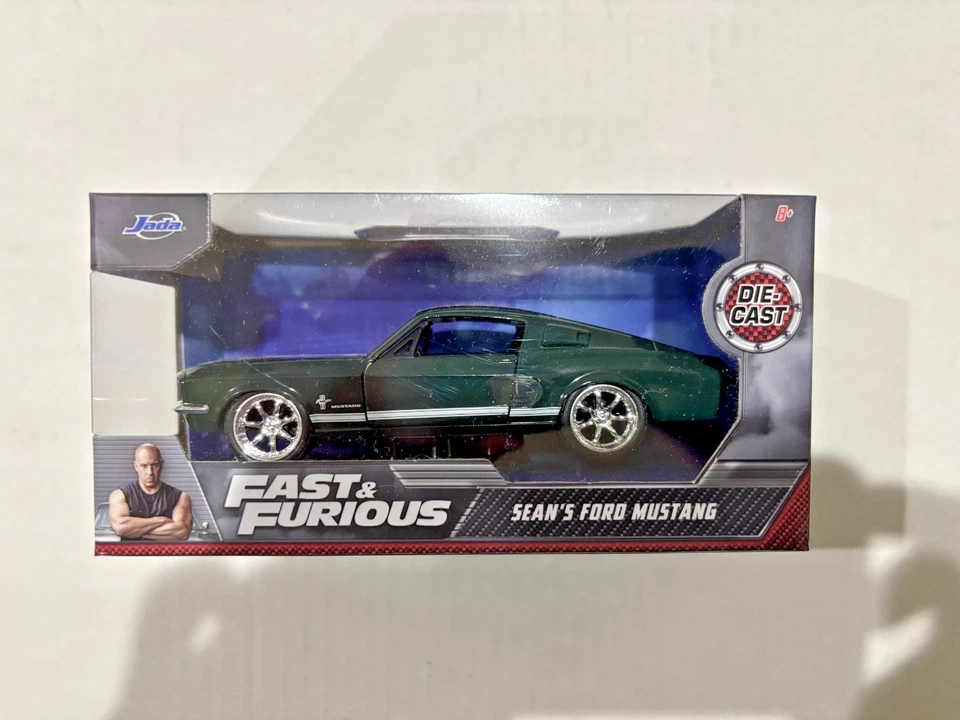 Jada
8+
DIE-
CAST
MUSTANG
FAST &
FURIOUS
SEAN'S FORD MUSTANG